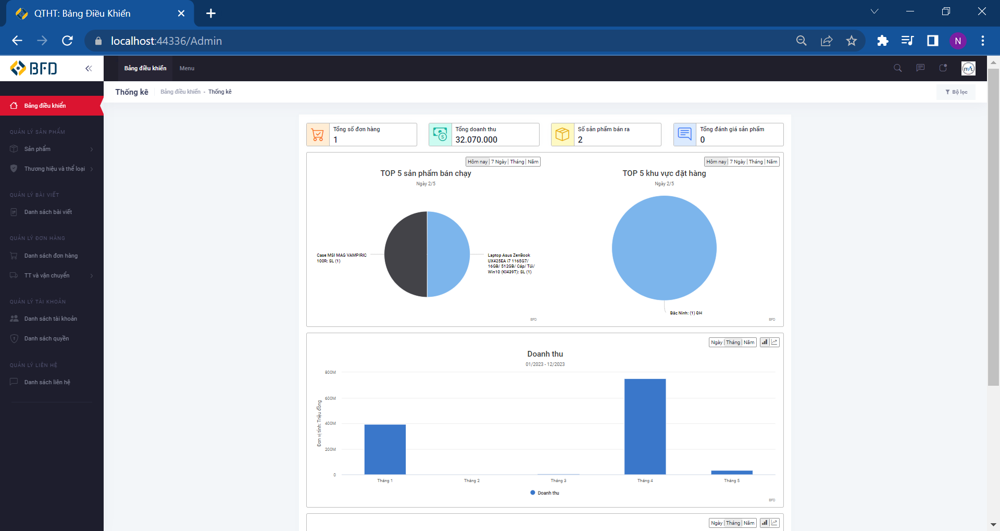 QTHT: Bảng Điều Khiển
localhost:44336/Admin
N
BFD
Bảng điều khiển
Menu
Thống kê
Bảng điều khiển - Thống kê
Bộ lọc
Bảng điều khiển
QUẢN LÝ SẢN PHẨM
Sản phẩm
Thương hiệu và thể loại
QUẢN LÝ BÀI VIẾT
Danh sách bài viết
QUẢN LÝ ĐƠN HÀNG
Danh sách đơn hàng
TT và vận chuyển
QUẢN LÝ TÀI KHOẢN
Danh sách tài khoản
Danh sách quyền
QUẢN LÝ LIÊN HỆ
Danh sách liên hệ
Tổng số đơn hàng
1
Tổng doanh thu
32.070.000
Số sản phẩm bán ra
2
Tổng đánh giá sản phẩm
0
Hôm nay | 7 Ngày | Tháng | Năm
TOP 5 sản phẩm bán chạy
Ngày 2/5
Case MSI MAG VAMPIRIC
100R: SL (1)
Laptop Asus ZenBook
UX425EA i7 1165G7/
16GB/ 512GB/ Cáp/ Túi/
Win10 (KI439T): SL (1)
BFD
Hôm nay | 7 Ngày | Tháng | Năm
TOP 5 khu vực đặt hàng
Ngày 2/5
Bắc Ninh: (1) ĐH
BFD
Ngày | Tháng | Năm
Doanh thu
01/2023 - 12/2023
Đơn vị tính: Triệu đồng
800M
600M
400M
200M
0
Tháng 1
Tháng 2
Tháng 3
Tháng 4
Tháng 5
Doanh thu
BFD
Ngày | Tháng | Năm